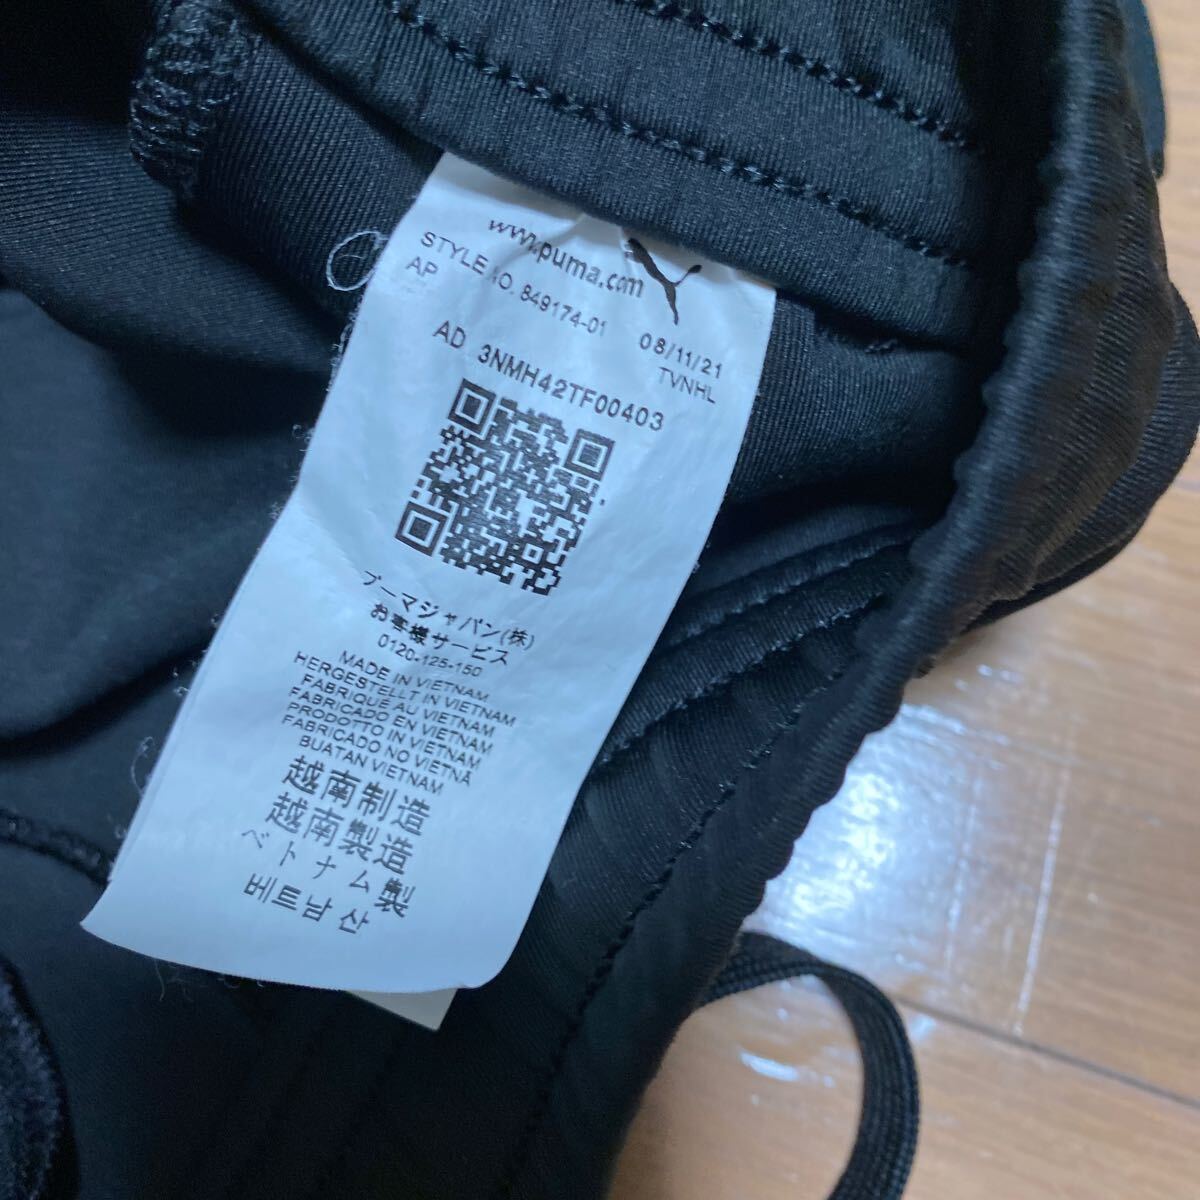 www.puma.com
STYLE NO. 849174-01 08/11/21
AP TVNHL
AD 3NMH42TF00403
プーマジャパン(株)
お客様サービス
0120-125-150
MADE IN VIETNAM
HERGESTELLT IN VIETNAM
FABRIQUÉ AU VIETNAM
FABRICADO EN VIETNAM
PRODOTTO IN VIETNAM
FABRICADO NO VIETNÃ
BUATAN VIETNAM
越南制造
越南製造
ベトナム製
베트남 산